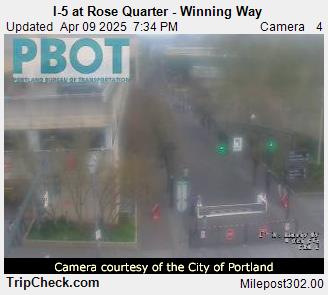 I-5 at Rose Quarter - Winning Way
Updated Apr 09 2025 7:34 PM Camera 4
PBOT
PORTLAND BUREAU OF TRANSPORTATION
Camera courtesy of the City of Portland
TripCheck.com Milepost302.00